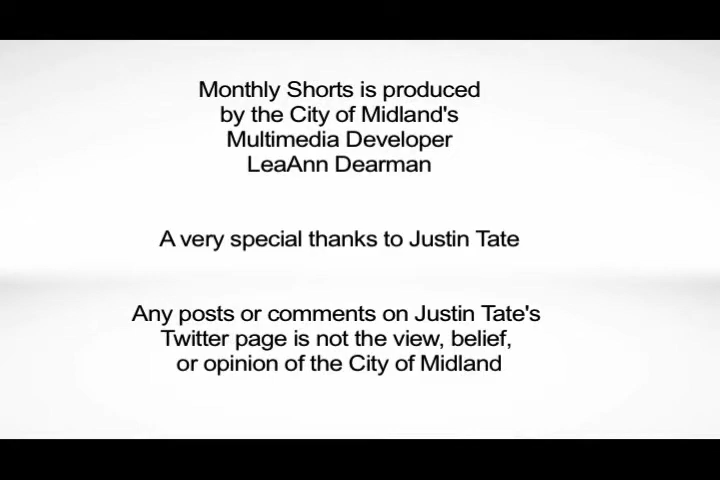 Monthly Shorts is produced
by the City of Midland's
Multimedia Developer
LeaAnn Dearman
A very special thanks to Justin Tate
Any posts or comments on Justin Tate's
Twitter page is not the view, belief,
or opinion of the City of Midland